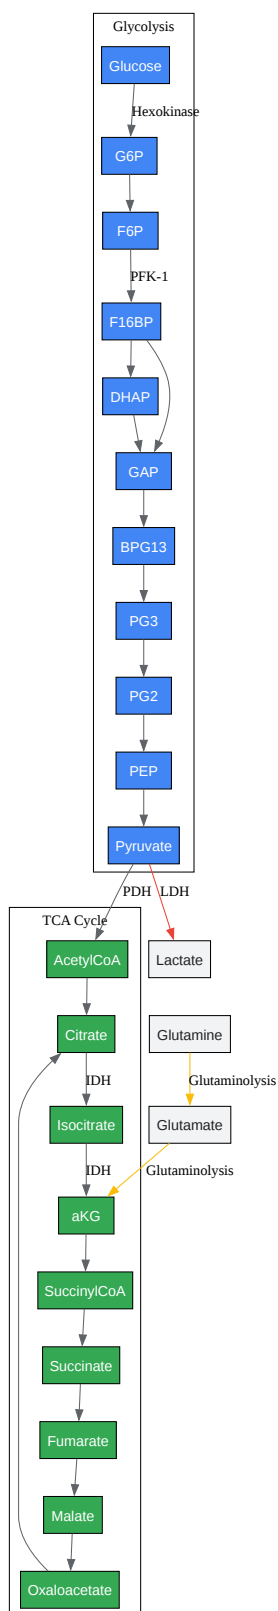 Glycolysis
Glucose
Hexokinase
G6P
F6P
PFK-1
F16BP
DHAP
GAP
BPG13
PG3
PG2
PEP
Pyruvate
PDH
LDH
TCA Cycle
AcetylCoA
Lactate
Citrate
Glutamine
IDH
Glutaminolysis
Isocitrate
Glutamate
IDH
Glutaminolysis
aKG
SuccinylCoA
Succinate
Fumarate
Malate
Oxaloacetate